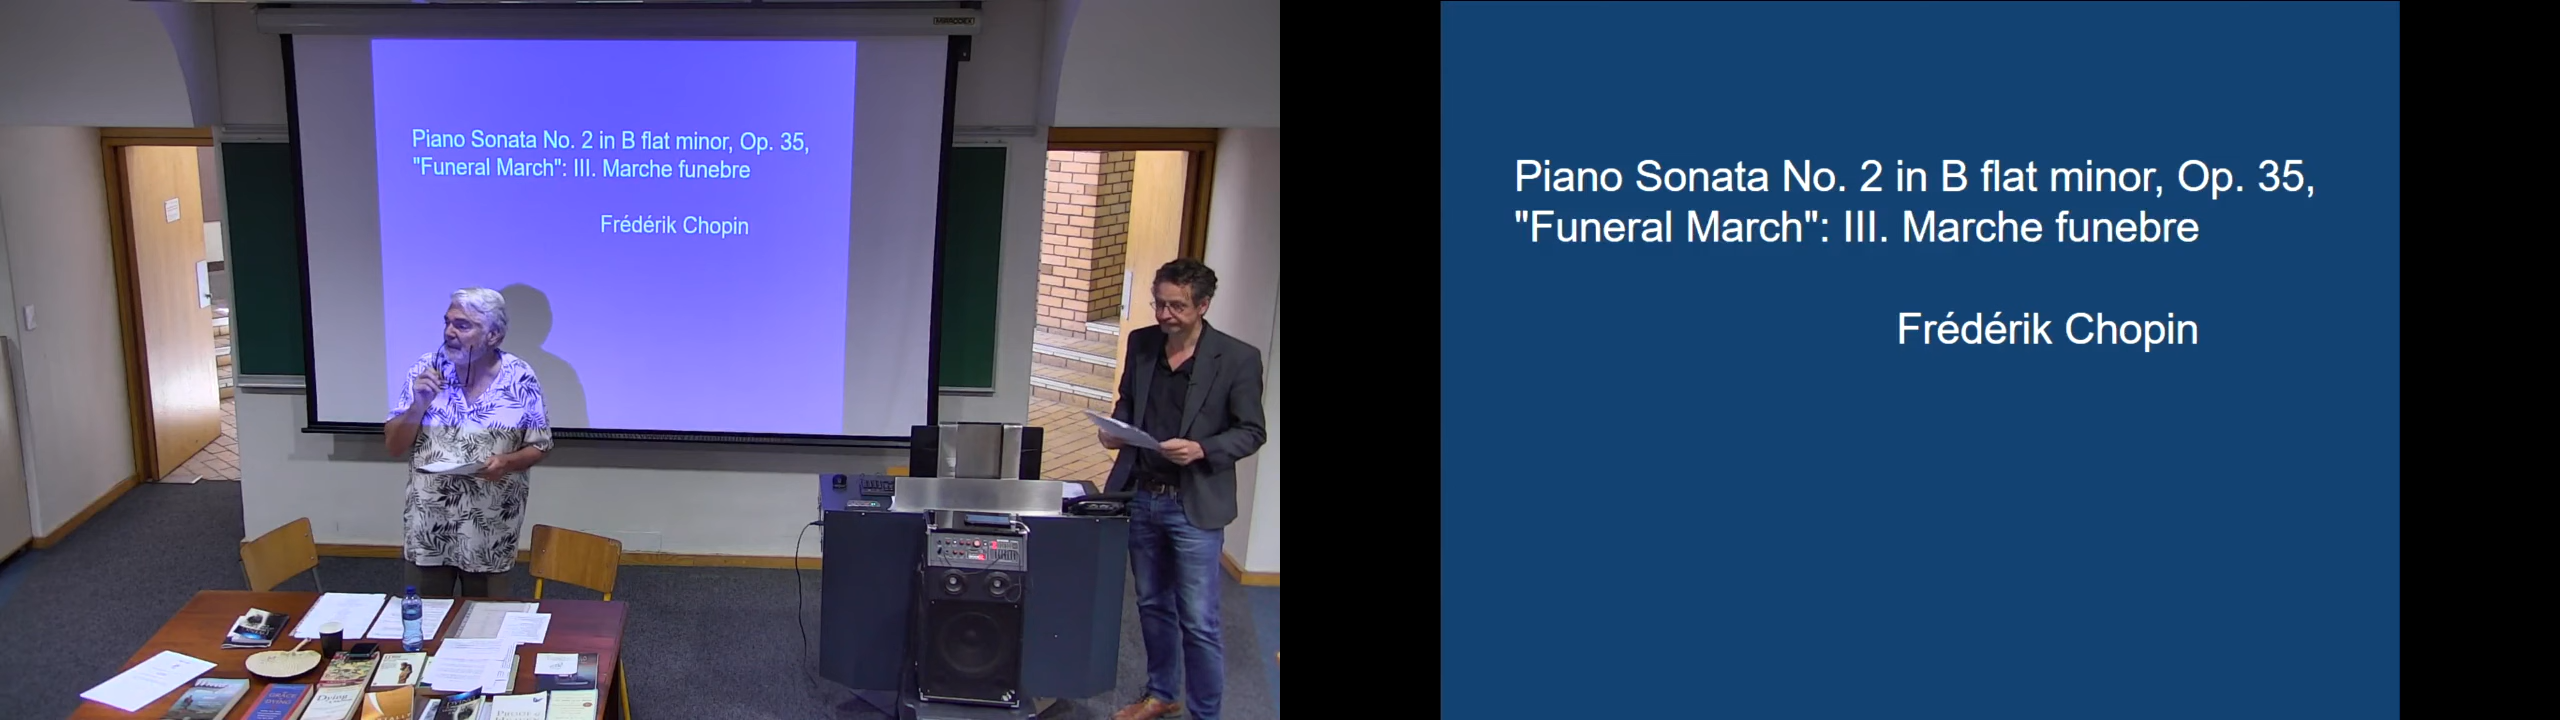 Piano Sonata No. 2 in B flat minor, Op. 35,
"Funeral March": III. Marche funebre
Frédérik Chopin
Piano Sonata No. 2 in B flat minor, Op. 35,
"Funeral March": III. Marche funebre
Frédérik Chopin
Dying